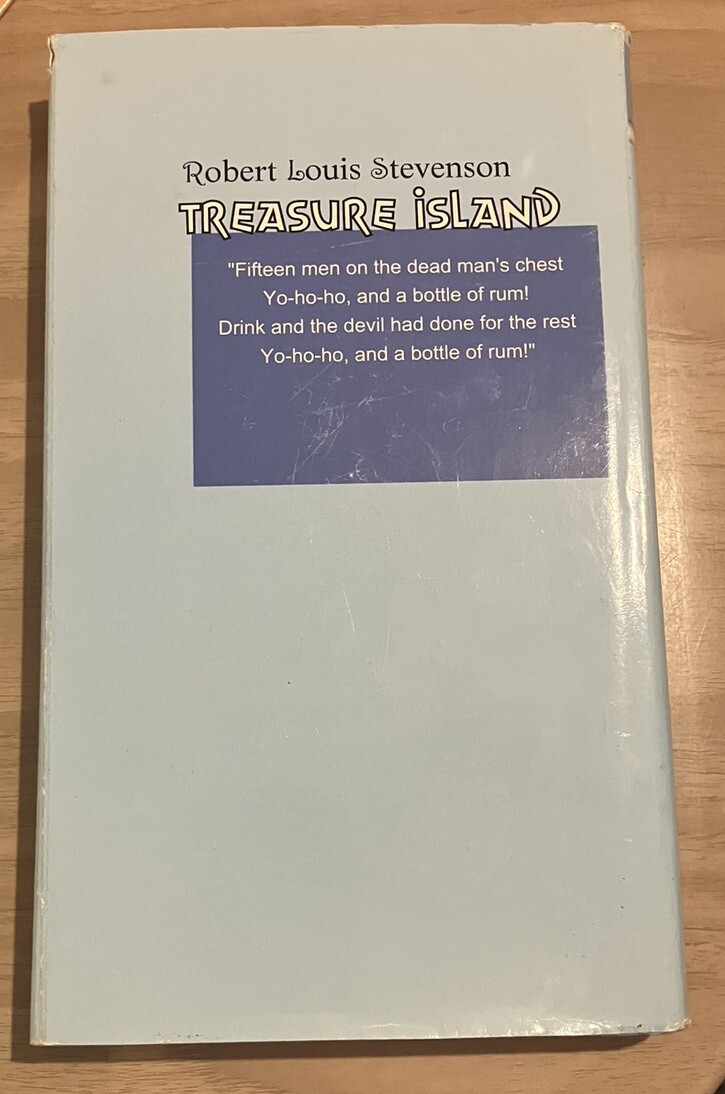 Robert Louis Stevenson
TREASURE iSLAND
"Fifteen men on the dead man's chest
Yo-ho-ho, and a bottle of rum!
Drink and the devil had done for the rest
Yo-ho-ho, and a bottle of rum!"